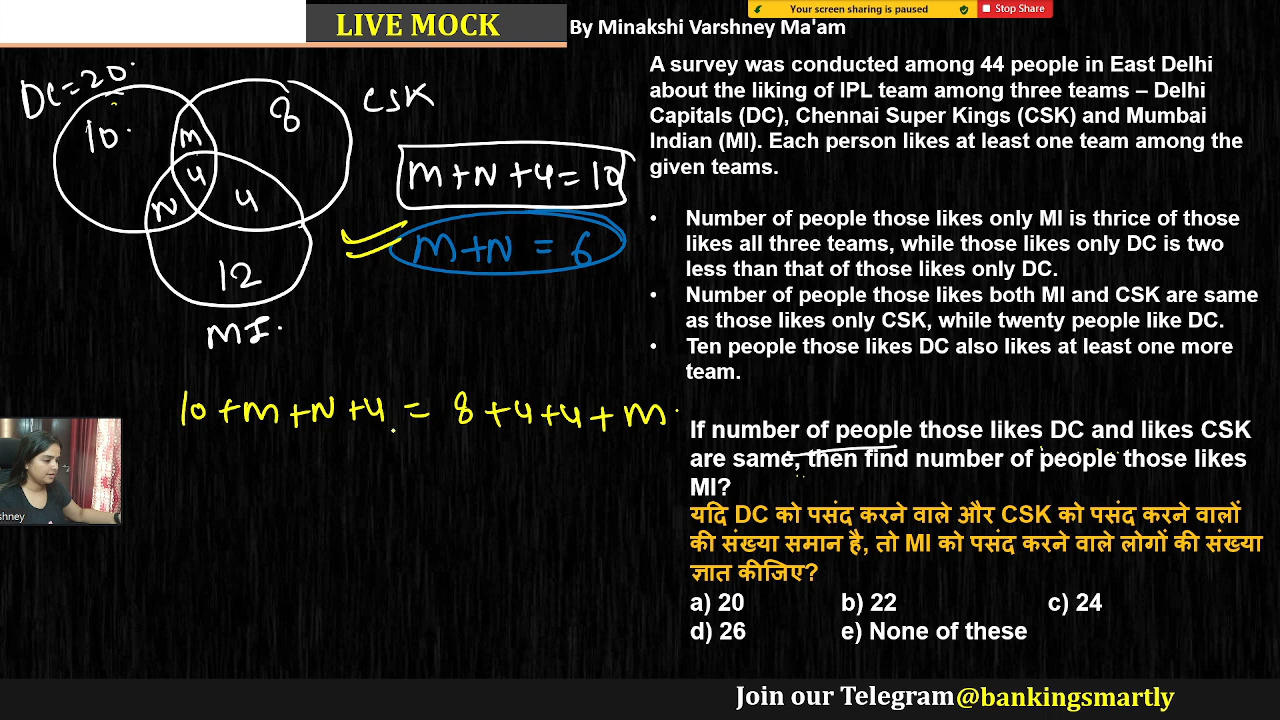 Your screen sharing is paused
Stop Share
LIVE MOCK
By Minakshi Varshney Ma'am
DC=20
10
m
8
CSK
4
N
4
12
MI
m+N+4=10
m+N = 6
10+m+N+4 = 8+4+4+m
A survey was conducted among 44 people in East Delhi
about the liking of IPL team among three teams – Delhi
Capitals (DC), Chennai Super Kings (CSK) and Mumbai
Indian (MI). Each person likes at least one team among the
given teams.
• Number of people those likes only MI is thrice of those
likes all three teams, while those likes only DC is two
less than that of those likes only DC.
• Number of people those likes both MI and CSK are same
as those likes only CSK, while twenty people like DC.
• Ten people those likes DC also likes at least one more
team.
If number of people those likes DC and likes CSK
are same, then find number of people those likes
MI?
यदि DC को पसंद करने वाले और CSK को पसंद करने वालों
की संख्या समान है, तो MI को पसंद करने वाले लोगों की संख्या
ज्ञात कीजिए?
a) 20 b) 22 c) 24
d) 26 e) None of these
shney
Join our Telegram@bankingsmartly